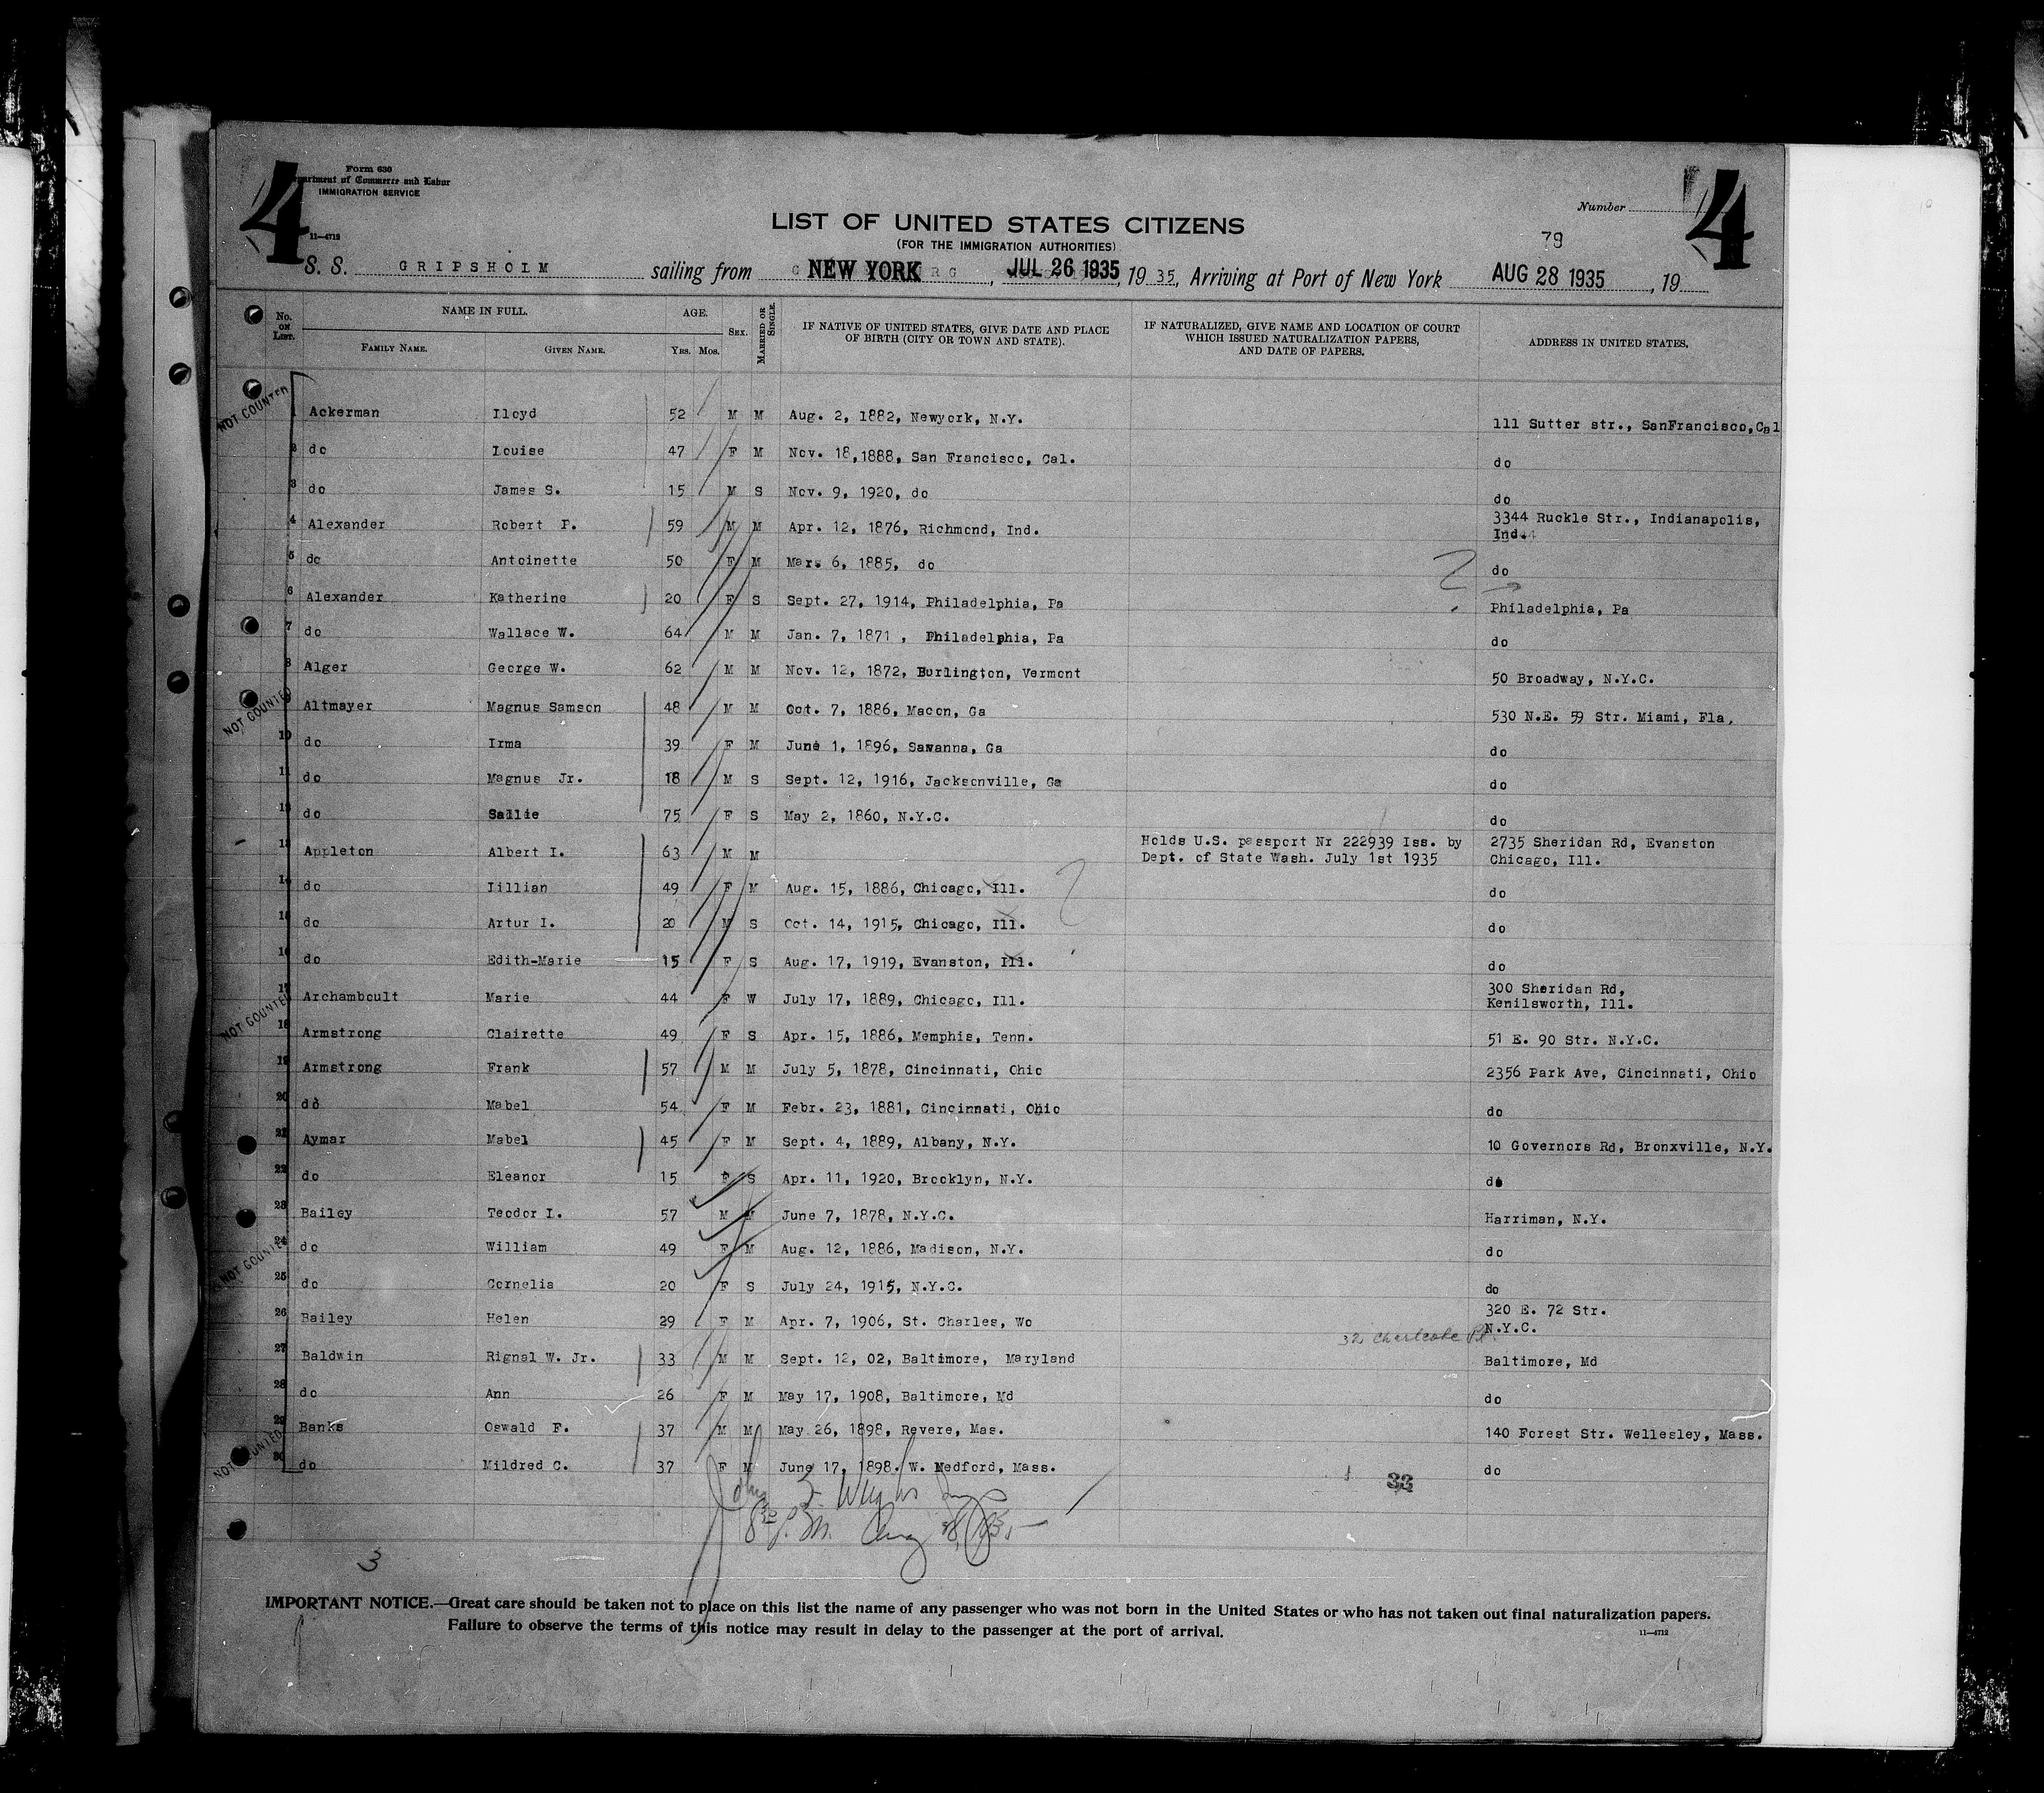 4
Form 630
Department of Commerce and Labor
IMMIGRATION SERVICE
11—4712
Number
4
LIST OF UNITED STATES CITIZENS
(FOR THE IMMIGRATION AUTHORITIES)
79
S. S. GRIPSHOLM sailing from NEW YORK, JUL 26 1935, 19 35, Arriving at Port of New York AUG 28 1935, 19
No. ON LIST.
NAME IN FULL.
FAMILY NAME. GIVEN NAME.
AGE.
YRS. MOS.
SEX.
MARRIED OR SINGLE.
IF NATIVE OF UNITED STATES, GIVE DATE AND PLACE OF BIRTH (CITY OR TOWN AND STATE).
IF NATURALIZED, GIVE NAME AND LOCATION OF COURT WHICH ISSUED NATURALIZATION PAPERS, AND DATE OF PAPERS.
ADDRESS IN UNITED STATES.
NOT COUNTED
1 Ackerman Lloyd 52 M M Aug. 2, 1882, Newyork, N.Y. 111 Sutter str., SanFrancisco,Cal
2 do Louise 47 F M Nov. 18,1888, San Francisco, Cal. do
3 do James S. 15 M S Nov. 9, 1920, do do
4 Alexander Robert F. 59 M M Apr. 12, 1876, Richmond, Ind. 3344 Ruckle Str., Indianapolis, Ind.
5 do Antoinette 50 F M Mars 6, 1885, do do
6 Alexander Katherine 20 F S Sept. 27, 1914, Philadelphia, Pa Philadelphia, Pa
7 do Wallace W. 64 M M Jan. 7, 1871 , Philadelphia, Pa do
8 Alger George W. 62 M M Nov. 12, 1872, Burlington, Vermont 50 Broadway, N.Y.C.
NOT COUNTED
9 Altmayer Magnus Samson 48 M M Oct. 7, 1886, Macon, Ga 530 N.E. 59 Str. Miami, Fla,
10 do Irma 39 F M June 1, 1896, Savanna, Ga do
11 do Magnus Jr. 18 M S Sept. 12, 1916, Jacksonville, Ga do
12 do Sallie 75 F S May 2, 1860, N.Y.C. do
13 Appleton Albert I. 63 M M Holds U.S. passport Nr 222939 Iss. by Dept. of State Wash. July 1st 1935 2735 Sheridan Rd, Evanston Chicago, Ill.
14 do Lillian 49 F M Aug. 15, 1886, Chicago, Ill. do
15 do Artur I. 20 M S Oct. 14, 1915, Chicago, Ill. do
16 do Edith-Marie 15 F S Aug. 17, 1919, Evanston, Ill. do
17 Archamboult Marie 44 F W July 17, 1889, Chicago, Ill. 300 Sheridan Rd, Kenilsworth, Ill.
NOT COUNTED
18 Armstrong Clairette 49 F S Apr. 15, 1886, Memphis, Tenn. 51 E. 90 Str. N.Y.C.
19 Armstrong Frank 57 M M July 5, 1878, Cincinnati, Ohio 2356 Park Ave, Cincinnati, Ohio
20 do Mabel 54 F M Febr. 23, 1881, Cincinnati, Ohio do
21 Aymar Mabel 45 F M Sept. 4, 1889, Albany, N.Y. 10 Governors Rd, Bronxville, N.Y.
22 do Eleanor 15 F S Apr. 11, 1920, Brooklyn, N.Y. do
23 Bailey Teodor L. 57 M M June 7, 1878, N.Y.C. Harriman, N.Y.
24 do William 49 F M Aug. 12, 1886, Madison, N.Y. do
NOT COUNTED
25 do Cornelia 20 F S July 24, 1915, N.Y.C. do
26 Bailey Helen 29 F M Apr. 7, 1906, St. Charles, Mo 320 E. 72 Str. N.Y.C.
32 Charlcote Pl.
27 Baldwin Rignal W. Jr. 33 M M Sept. 12, 02, Baltimore, Maryland Baltimore, Md
28 do Ann 26 F M May 17, 1908, Baltimore, Md do
29 Banks Oswald F. 37 M M May 26, 1898, Revere, Mas. 140 Forest Str. Wellesley, Mass.
NOT COUNTED
30 do Mildred C. 37 F M June 17, 1898. W. Medford, Mass. do
33
P.M. Aug 28, 1935
3
IMPORTANT NOTICE.—Great care should be taken not to place on this list the name of any passenger who was not born in the United States or who has not taken out final naturalization papers.
Failure to observe the terms of this notice may result in delay to the passenger at the port of arrival.
11—4712